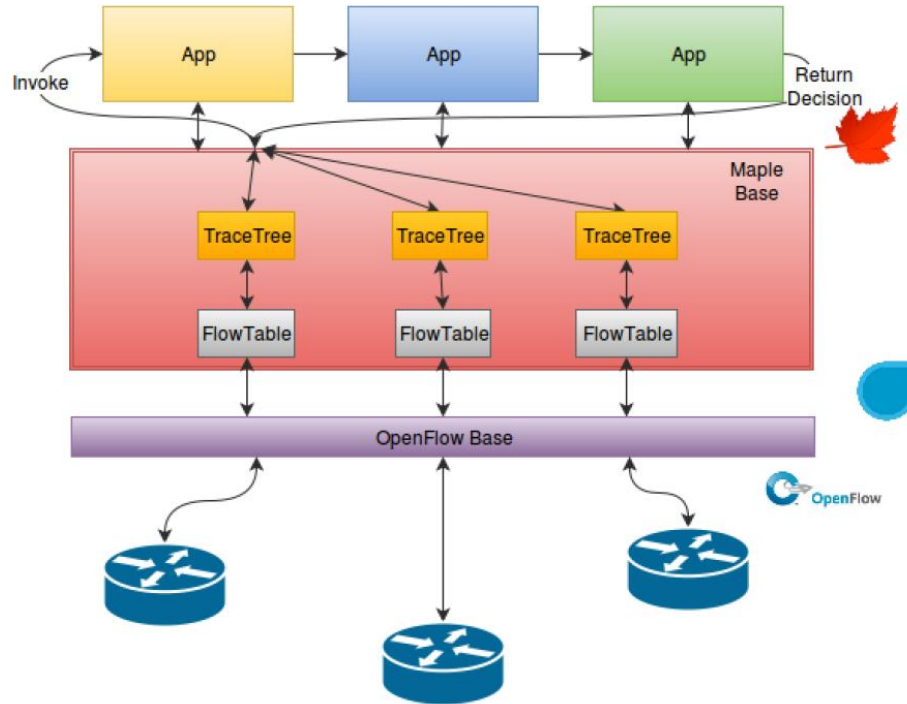 App
App
App
Invoke
Return
Decision
Maple
Base
TraceTree
TraceTree
TraceTree
FlowTable
FlowTable
FlowTable
OpenFlow Base
OpenFlow